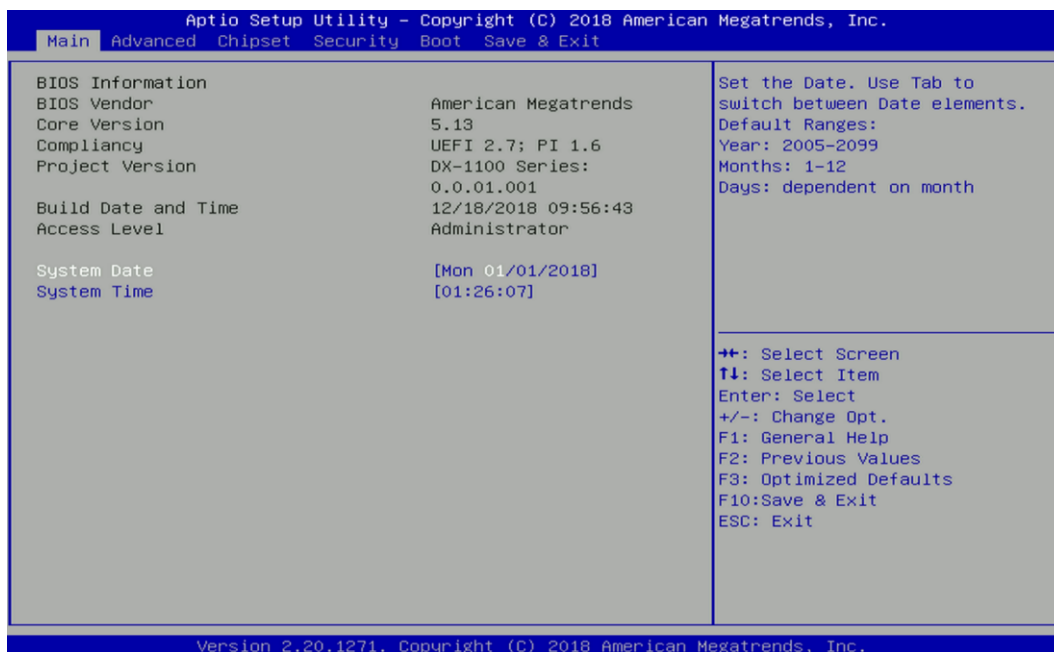 Aptio Setup Utility – Copyright (C) 2018 American Megatrends, Inc.
Main Advanced Chipset Security Boot Save & Exit
BIOS Information
BIOS Vendor American Megatrends
Core Version 5.13
Compliancy UEFI 2.7; PI 1.6
Project Version DX-1100 Series:
0.0.01.001
Build Date and Time 12/18/2018 09:56:43
Access Level Administrator
System Date [Mon 01/01/2018]
System Time [01:26:07]
Set the Date. Use Tab to
switch between Date elements.
Default Ranges:
Year: 2005-2099
Months: 1-12
Days: dependent on month
→←: Select Screen
↑↓: Select Item
Enter: Select
+/-: Change Opt.
F1: General Help
F2: Previous Values
F3: Optimized Defaults
F10:Save & Exit
ESC: Exit
Version 2.20.1271. Copyright (C) 2018 American Megatrends, Inc.